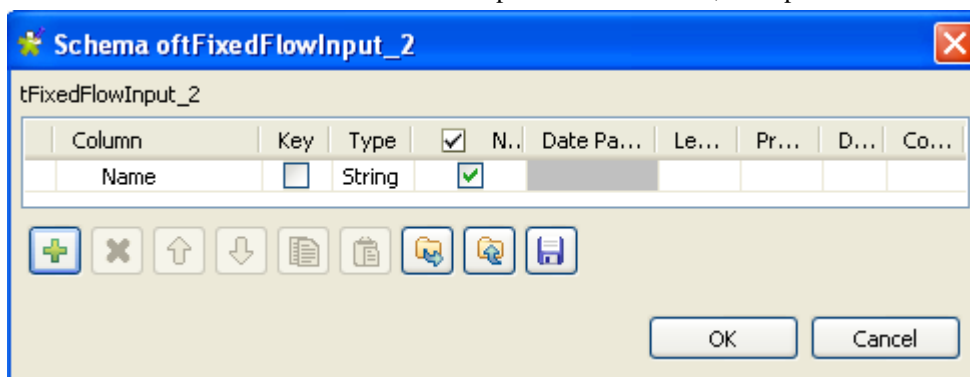 Schema oftFixedFlowInput_2
tFixedFlowInput_2
Column Key Type N.. Date Pa... Le... Pr... D... Co...
Name String
OK Cancel